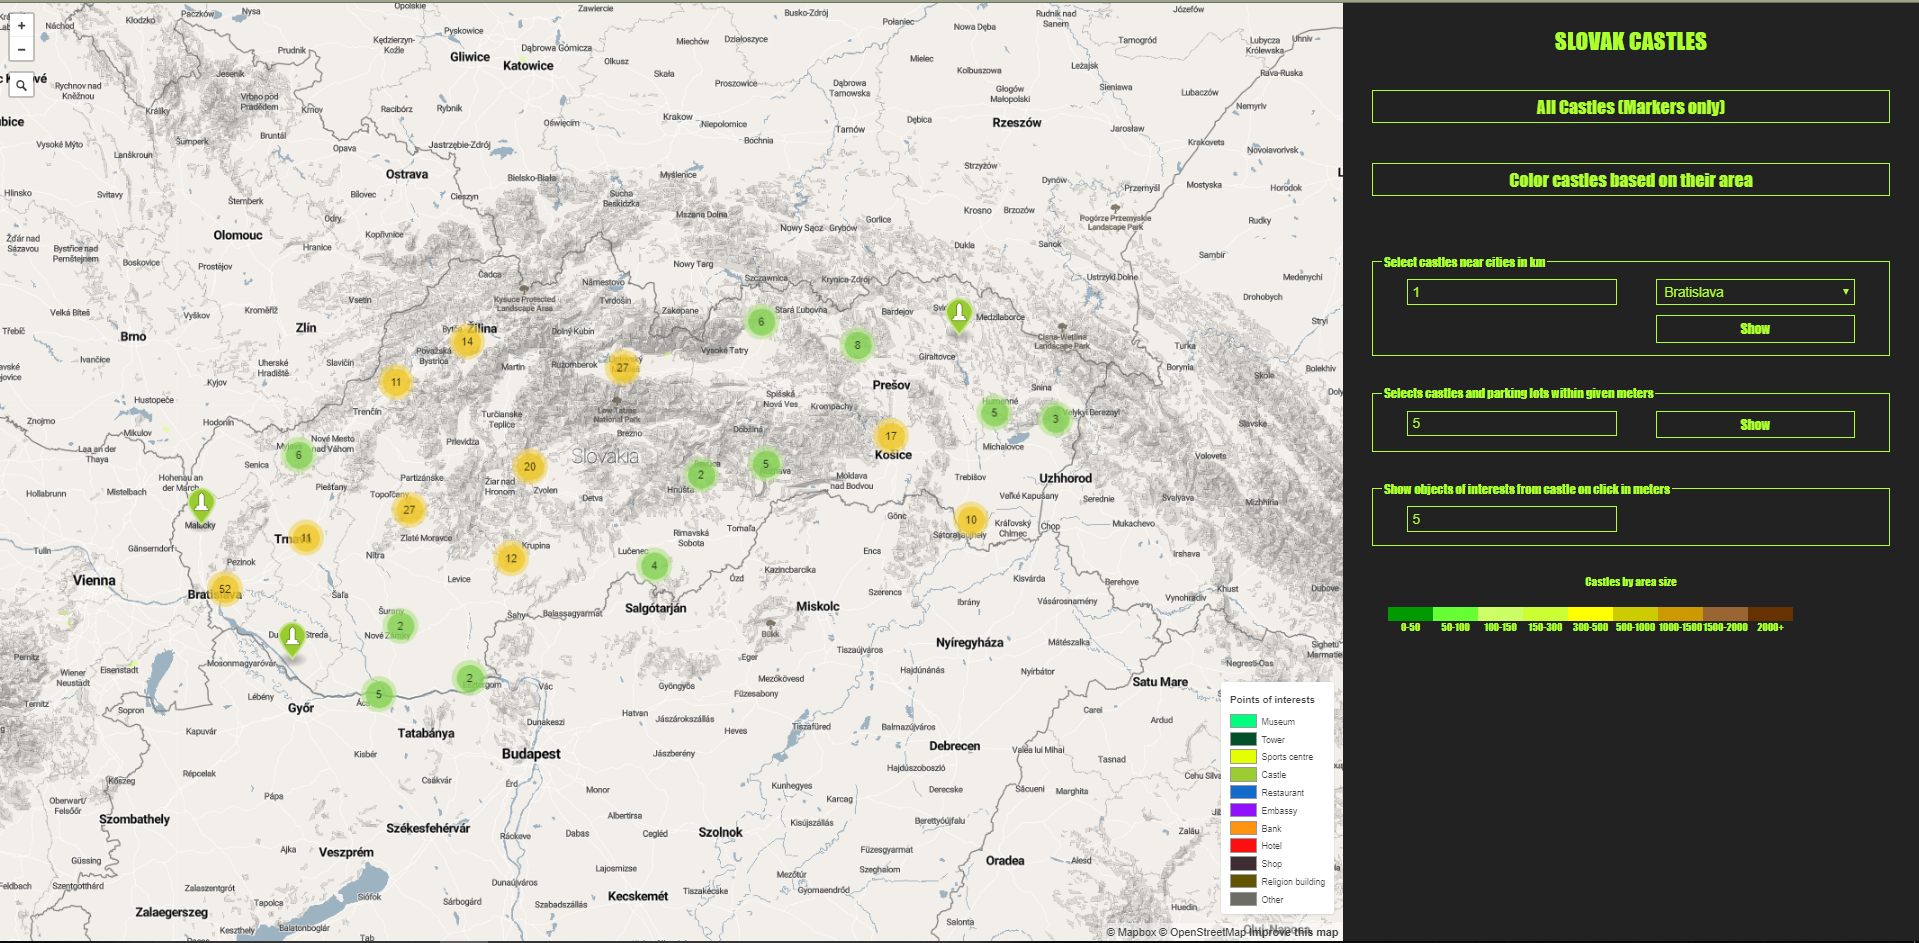 SLOVAK CASTLES
All Castles (Markers only)
Color castles based on their area
Select castles near cities in km
1
Bratislava
Show
Selects castles and parking lots within given meters
5
Show
Show objects of interests from castle on click in meters
5
Castles by area size
0-50 50-100 100-150 150-300 300-500 500-1000 1000-1500 1500-2000 2000+
+
−
Points of interests
Museum
Tower
Sports centre
Castle
Restaurant
Embassy
Bank
Hotel
Shop
Religion building
Other
© Mapbox © OpenStreetMap Improve this map
Opolskie
Zawiercie
Busko-Zdrój
Rudnik nad
Sanem
Józefów
Kłodzko
Paczków
Nysa
Náchod
Prudnik
Kędzierzyn-
Koźle
Pyskowice
Gliwice
Dąbrowa Górnicza
Katowice
Miechów
Działoszyce
Połaniec
Nowa Dęba
Tarnogród
Lubycza
Królewska
Uhniv
Rychnov nad
Kněžnou
Jeseník
Vrbno pod
Pradědem
Krnov
Racibórz
Rybnik
Olkusz
Skała
Proszowice
Dąbrowa
Tarnowska
Mielec
Kolbuszowa
Leżajsk
Rava-Ruska
Głogów
Małopolski
Sieniawa
Lubaczów
Nemyriv
Králíky
Bruntál
Oświęcim
Krakow
Niepołomice
Tarnów
Dębica
Rzeszów
Jarosław
Vysoké Mýto
Lanškroun
Šumperk
Opava
Jastrzębie-Zdrój
Bochnia
Krakovets
Novoiavorivsk
Ostrava
Bielsko-Biała
Myślenice
Strzyżów
Dynów
Przemyśl
Mostyska
Horodok
Hlinsko
Svitavy
Šternberk
Bílovec
Cieszyn
Sucha
Beskidzka
Mszana Dolna
Gorlice
Krosno
Brzozów
Pogórze Przemyskie
Landscape Park
Rudky
Žďár nad
Sázavou
Bystřice nad
Pernštejnem
Olomouc
Odry
Hranice
Kopřivnice
Nowy Sącz
Grybów
Dukla
Sanok
Sambir
Boskovice
Prostějov
Čadca
Námestovo
Nowy Targ
Szczawnica
Krynica-Zdrój
Ustrzyki Dolne
Medenychi
Velká Bíteš
Vyškov
Kroměříž
Vsetín
Kysuce Protected
Landscape Area
Tvrdošín
Zakopane
6
Stará Ľubovňa
Bardejov
Medzilaborce
Drohobych
Třebíč
Brno
Zlín
Žilina
14
Dolný Kubín
8
Cisna-Wetlina
Landscape Park
Stryi
Ivančice
Uherské
Hradiště
Slavičín
Považská
Bystrica
Martin
Ružomberok
27
Vysoké Tatry
Giraltovce
Turka
Borynia
Bolekhiv
Kyjov
11
Prešov
Snina
Skole
Hustopeče
Trenčín
Turčianske
Teplice
Low Tatras
National Park
Spišská
Nová Ves
Krompachy
5
3
Velykyi Bereznyi
Znojmo
Mikulov
Hodonín
Brezno
Dobšiná
17
Slavske
Laa an der
Thaya
6
Nové Mesto
nad Váhom
Prievidza
Slovakia
Košice
Michalovce
Volovets
Hohenau an
der March
Senica
20
2
5
Hollabrunn
Mistelbach
Piešťany
Partizánske
Žiar nad
Hronom
Zvolen
Detva
Hnúšťa
Moldava
nad Bodvou
Trebišov
Uzhhorod
Malacky
Topoľčany
27
Zlaté Moravce
Veľké Kapušany
Serednie
Svalyava
Mizhhiria
11
Nitra
Krupina
Rimavská
Sobota
Tornaľa
Gönc
10
Kráľovský
Chlmec
Chop
Mukachevo
Tulln
Gänserndorf
Pezinok
12
Lučenec
4
Encs
Irshava
Vienna
52
Levice
Ózd
Kazincbarcika
Kisvárda
Berehove
Dubove
Bratislava
Šaľa
Šahy
Balassagyarmat
Salgótarján
Miskolc
Szerencs
Ibrány
Vásárosnamény
Vynohradiv
Khust
Šurany
2
Nové Zámky
Bükk
Nyíregyháza
Mátészalka
Pernitz
Wiener
Neustadt
Eisenstadt
Mosonmagyaróvár
Eger
Tiszaújváros
Hajdúnánás
Nyírbátor
Negresti-Oas
Ternitz
Sopron
Lébény
Győr
5
2
Vác
Gyöngyös
Mezőkövesd
Füzesabony
Satu Mare
Kapuvár
Tatabánya
Dunakeszi
Hatvan
Jászárokszállás
Heves
Tiszafüred
Balmazújváros
Carei
Ardud
Kisbér
Budapest
Jászberény
Debrecen
Valea lui Mihai
Tasnad
Répcelak
Hajdúszoboszló
Kőszeg
Csákvár
Érd
Monor
Kunhegyes
Derecske
Săcueni
Marghita
Oberwart/
Felsőőr
Pápa
Karcag
Szombathely
Székesfehérvár
Ráckeve
Dabas
Albertirsa
Cegléd
Szolnok
Kisújszállás
Berettyóújfalu
Zalău
Güssing
Ajka
Veszprém
Füzesgyarmat
Oradea
Alesd
Feldbach
Szentgotthárd
Zalaszentgrót
Lajosmizse
Mezőtúr
Szeghalom
Zalaegerszeg
Tapolca
Siófok
Dunaújváros
Sárbogárd
Szabadszállás
Kecskemét
Tiszakécske
Gyomaendrőd
Huedin
Keszthely
Balatonboglár
Tab
Salonta